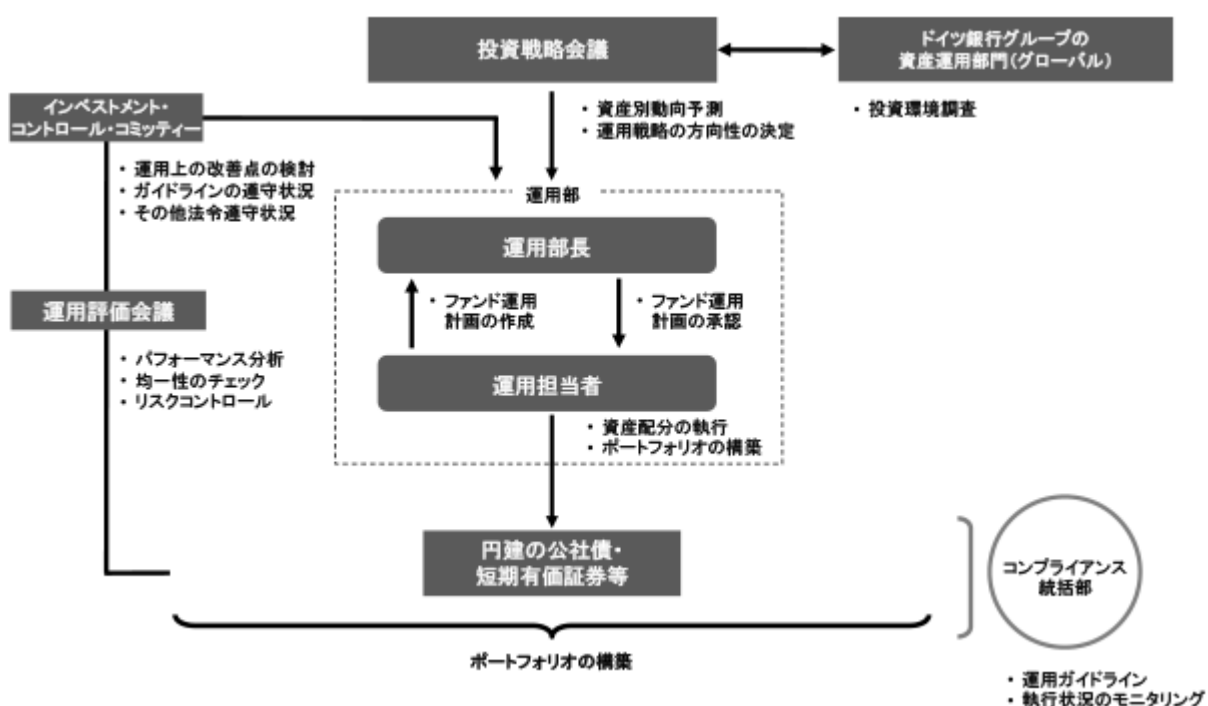 投資戦略会議
ドイツ銀行グループの
資産運用部門(グローバル)
・ 資産別動向予測
・ 運用戦略の方向性の決定
・ 投資環境調査
インベストメント・
コントロール・コミッティー
・ 運用上の改善点の検討
・ ガイドラインの遵守状況
・ その他法令遵守状況
運用部
運用部長
・ ファンド運用
計画の作成
・ ファンド運用
計画の承認
運用評価会議
・ パフォーマンス分析
・ 均一性のチェック
・ リスクコントロール
運用担当者
・ 資産配分の執行
・ ポートフォリオの構築
円建の公社債・
短期有価証券等
コンプライアンス
統括部
ポートフォリオの構築
・ 運用ガイドライン
・ 執行状況のモニタリング